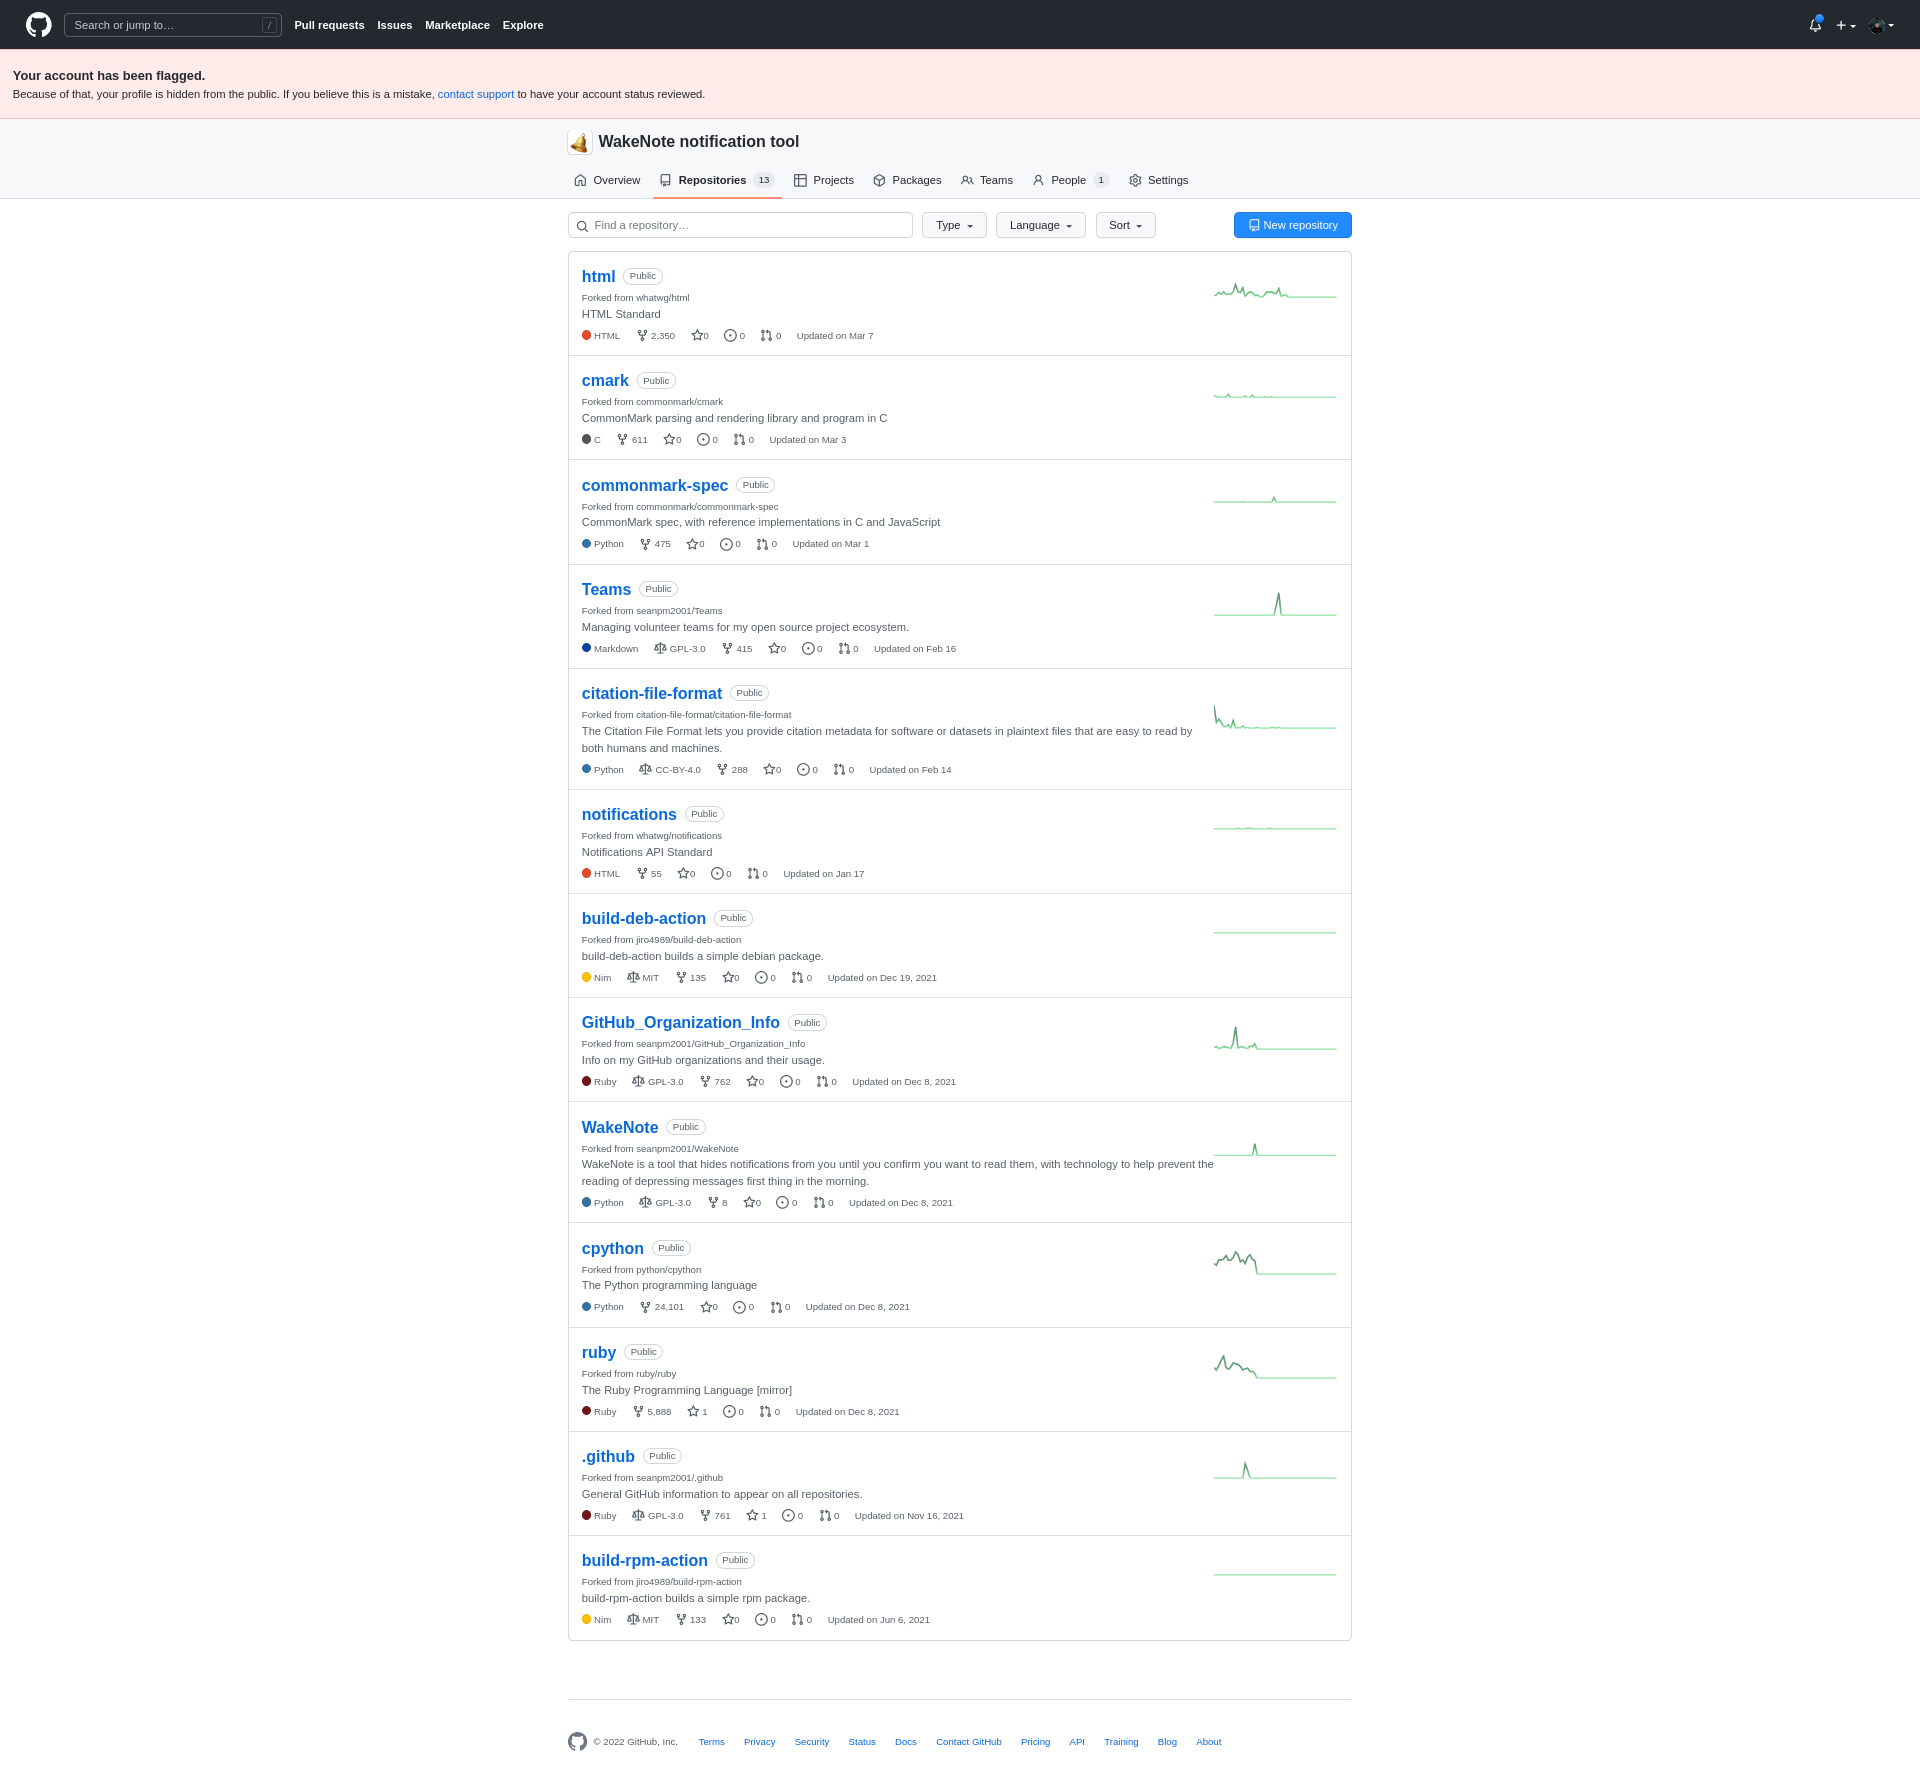 Search or jump to… /
Pull requests Issues Marketplace Explore
Your account has been flagged.
Because of that, your profile is hidden from the public. If you believe this is a mistake, contact support to have your account status reviewed.
WakeNote notification tool
Overview Repositories 13 Projects Packages Teams People 1 Settings
Find a repository… Type Language Sort New repository
html Public
Forked from whatwg/html
HTML Standard
HTML 2,350 0 0 0 Updated on Mar 7
cmark Public
Forked from commonmark/cmark
CommonMark parsing and rendering library and program in C
C 611 0 0 0 Updated on Mar 3
commonmark-spec Public
Forked from commonmark/commonmark-spec
CommonMark spec, with reference implementations in C and JavaScript
Python 475 0 0 0 Updated on Mar 1
Teams Public
Forked from seanpm2001/Teams
Managing volunteer teams for my open source project ecosystem.
Markdown GPL-3.0 415 0 0 0 Updated on Feb 16
citation-file-format Public
Forked from citation-file-format/citation-file-format
The Citation File Format lets you provide citation metadata for software or datasets in plaintext files that are easy to read by
both humans and machines.
Python CC-BY-4.0 288 0 0 0 Updated on Feb 14
notifications Public
Forked from whatwg/notifications
Notifications API Standard
HTML 55 0 0 0 Updated on Jan 17
build-deb-action Public
Forked from jiro4989/build-deb-action
build-deb-action builds a simple debian package.
Nim MIT 135 0 0 0 Updated on Dec 19, 2021
GitHub_Organization_Info Public
Forked from seanpm2001/GitHub_Organization_Info
Info on my GitHub organizations and their usage.
Ruby GPL-3.0 762 0 0 0 Updated on Dec 8, 2021
WakeNote Public
Forked from seanpm2001/WakeNote
WakeNote is a tool that hides notifications from you until you confirm you want to read them, with technology to help prevent the
reading of depressing messages first thing in the morning.
Python GPL-3.0 8 0 0 0 Updated on Dec 8, 2021
cpython Public
Forked from python/cpython
The Python programming language
Python 24,101 0 0 0 Updated on Dec 8, 2021
ruby Public
Forked from ruby/ruby
The Ruby Programming Language [mirror]
Ruby 5,888 1 0 0 Updated on Dec 8, 2021
.github Public
Forked from seanpm2001/.github
General GitHub information to appear on all repositories.
Ruby GPL-3.0 761 1 0 0 Updated on Nov 16, 2021
build-rpm-action Public
Forked from jiro4989/build-rpm-action
build-rpm-action builds a simple rpm package.
Nim MIT 133 0 0 0 Updated on Jun 6, 2021
© 2022 GitHub, Inc. Terms Privacy Security Status Docs Contact GitHub Pricing API Training Blog About